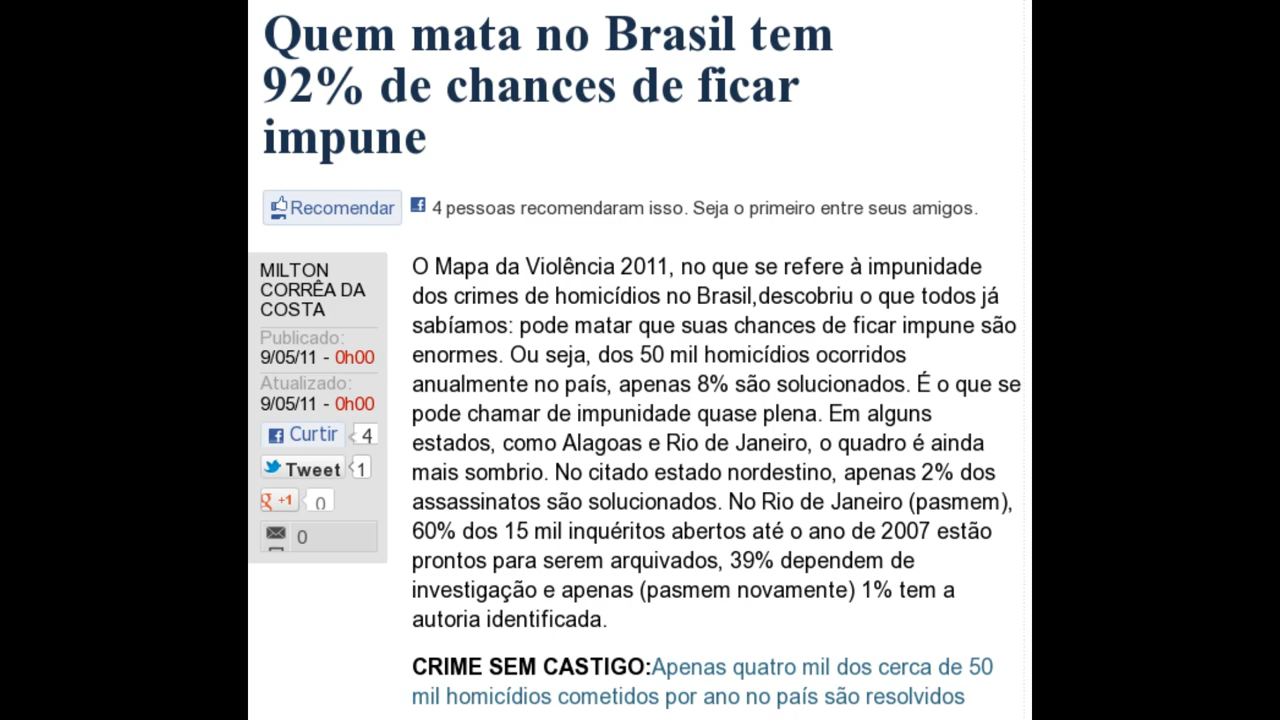 Quem mata no Brasil tem
92% de chances de ficar
impune
Recomendar
4 pessoas recomendaram isso. Seja o primeiro entre seus amigos.
MILTON
CORRÊA DA
COSTA
Publicado:
9/05/11 - 0h00
Atualizado:
9/05/11 - 0h00
Curtir 4
Tweet 1
g +1 0
0
O Mapa da Violência 2011, no que se refere à impunidade
dos crimes de homicídios no Brasil,descobriu o que todos já
sabíamos: pode matar que suas chances de ficar impune são
enormes. Ou seja, dos 50 mil homicídios ocorridos
anualmente no país, apenas 8% são solucionados. É o que se
pode chamar de impunidade quase plena. Em alguns
estados, como Alagoas e Rio de Janeiro, o quadro é ainda
mais sombrio. No citado estado nordestino, apenas 2% dos
assassinatos são solucionados. No Rio de Janeiro (pasmem),
60% dos 15 mil inquéritos abertos até o ano de 2007 estão
prontos para serem arquivados, 39% dependem de
investigação e apenas (pasmem novamente) 1% tem a
autoria identificada.
CRIME SEM CASTIGO:Apenas quatro mil dos cerca de 50
mil homicídios cometidos por ano no país são resolvidos